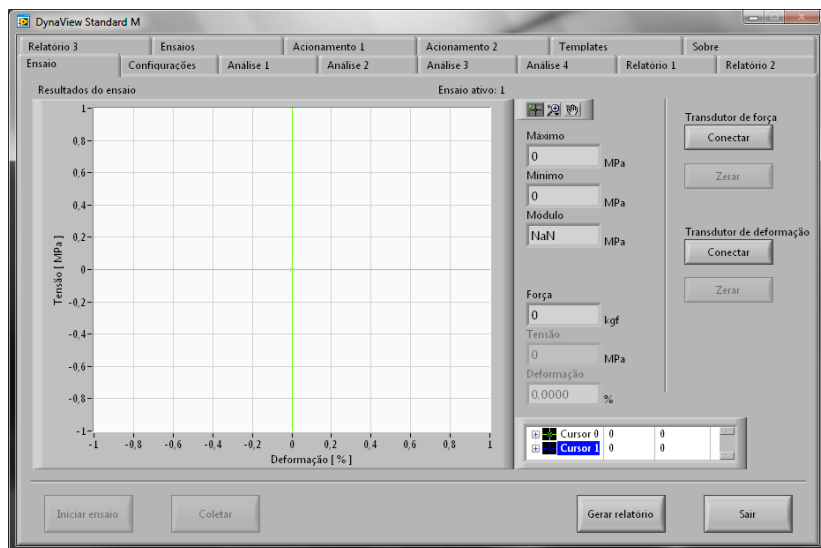 DynaView Standard M
Relatório 3 Ensaios Acionamento 1 Acionamento 2 Templates Sobre
Ensaio Configurações Análise 1 Análise 2 Análise 3 Análise 4 Relatório 1 Relatório 2
Resultados do ensaio Ensaio ativo: 1
1
0,8
0,6
0,4
0,2
0
-0,2
-0,4
-0,6
-0,8
-1
Tensão [ MPa ]
-1 -0,8 -0,6 -0,4 -0,2 0 0,2 0,4 0,6 0,8 1
Deformação [ % ]
Máximo
0 MPa
Mínimo
0 MPa
Módulo
NaN MPa
Força
0 kgf
Tensão
0 MPa
Deformação
0,0000 %
Cursor 0 0 0
Cursor 1 0 0
Transdutor de força
Conectar
Zerar
Transdutor de deformação
Conectar
Zerar
Iniciar ensaio Coletar Gerar relatório Sair